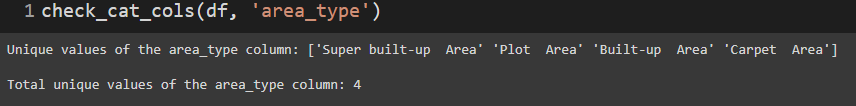 1 check_cat_cols(df, 'area_type')
Unique values of the area_type column: ['Super built-up  Area' 'Plot  Area' 'Built-up  Area' 'Carpet  Area']
Total unique values of the area_type column: 4